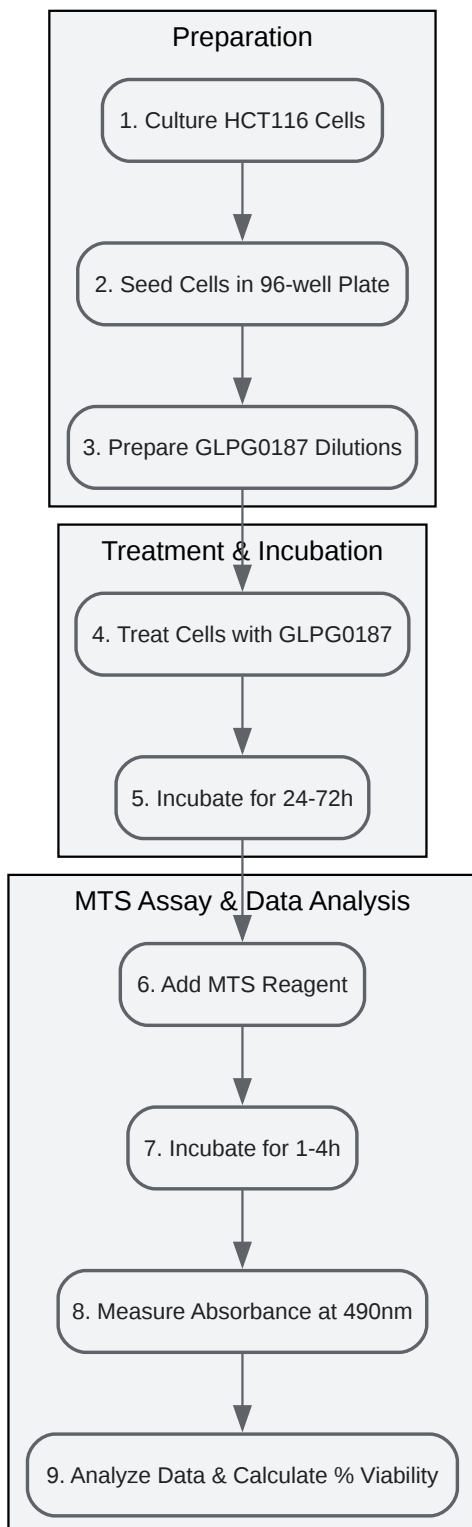 Preparation
1. Culture HCT116 Cells
2. Seed Cells in 96-well Plate
3. Prepare GLPG0187 Dilutions
Treatment & Incubation
4. Treat Cells with GLPG0187
5. Incubate for 24-72h
MTS Assay & Data Analysis
6. Add MTS Reagent
7. Incubate for 1-4h
8. Measure Absorbance at 490nm
9. Analyze Data & Calculate % Viability